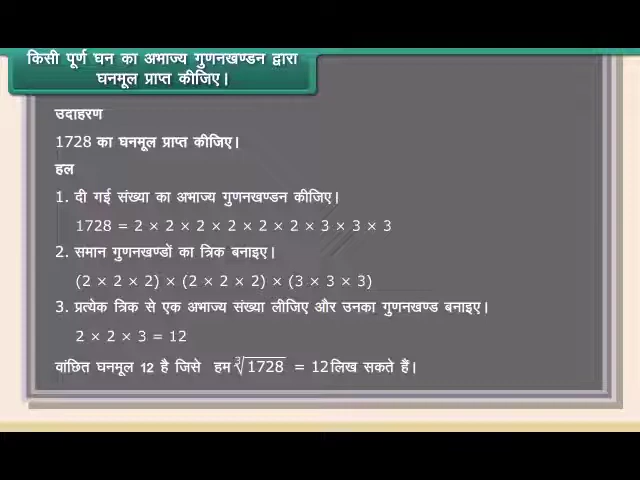 किसी पूर्ण घन का अभाज्य गुणनखण्डन द्वारा
घनमूल प्राप्त कीजिए।
उदाहरण
1728 का घनमूल प्राप्त कीजिए।
हल
1. दी गई संख्या का अभाज्य गुणनखण्डन कीजिए।
1728 = 2 × 2 × 2 × 2 × 2 × 2 × 3 × 3 × 3
2. समान गुणनखण्डों का त्रिक बनाइए।
(2 × 2 × 2) × (2 × 2 × 2) × (3 × 3 × 3)
3. प्रत्येक त्रिक से एक अभाज्य संख्या लीजिए और उनका गुणनखण्ड बनाइए।
2 × 2 × 3 = 12
वांछित घनमूल 12 है जिसे हम ∛1728 = 12 लिख सकते हैं।